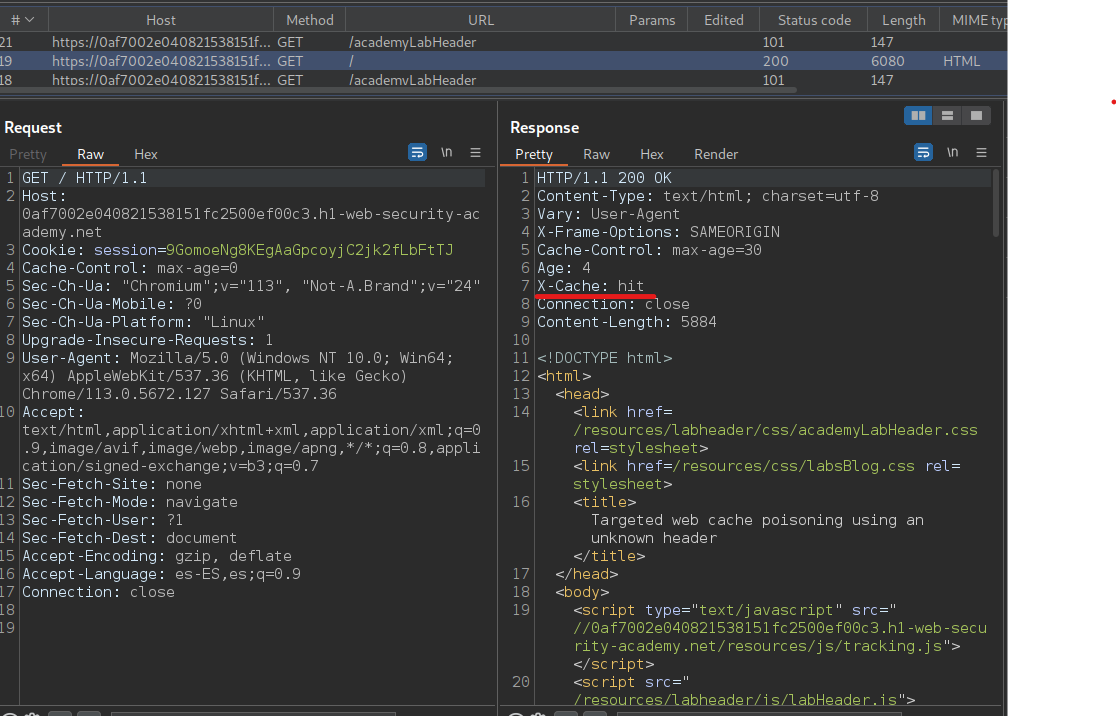 # Host Method URL Params Edited Status code Length MIME typ
21 https://0af7002e040821538151f... GET /academyLabHeader 101 147
19 https://0af7002e040821538151f... GET / 200 6080 HTML
18 https://0af7002e040821538151f... GET /academyLabHeader 101 147
Request
Pretty Raw Hex \n
1 GET / HTTP/1.1
2 Host:
0af7002e040821538151fc2500ef00c3.h1-web-security-ac
ademy.net
3 Cookie: session=9GomoeNg8KEgAaGpcoyjC2jk2fLbFtTJ
4 Cache-Control: max-age=0
5 Sec-Ch-Ua: "Chromium";v="113", "Not-A.Brand";v="24"
6 Sec-Ch-Ua-Mobile: ?0
7 Sec-Ch-Ua-Platform: "Linux"
8 Upgrade-Insecure-Requests: 1
9 User-Agent: Mozilla/5.0 (Windows NT 10.0; Win64;
x64) AppleWebKit/537.36 (KHTML, like Gecko)
Chrome/113.0.5672.127 Safari/537.36
10 Accept:
text/html,application/xhtml+xml,application/xml;q=0
.9,image/avif,image/webp,image/apng,*/*;q=0.8,appli
cation/signed-exchange;v=b3;q=0.7
11 Sec-Fetch-Site: none
12 Sec-Fetch-Mode: navigate
13 Sec-Fetch-User: ?1
14 Sec-Fetch-Dest: document
15 Accept-Encoding: gzip, deflate
16 Accept-Language: es-ES,es;q=0.9
17 Connection: close
18
19
Response
Pretty Raw Hex Render \n
1 HTTP/1.1 200 OK
2 Content-Type: text/html; charset=utf-8
3 Vary: User-Agent
4 X-Frame-Options: SAMEORIGIN
5 Cache-Control: max-age=30
6 Age: 4
7 X-Cache: hit
8 Connection: close
9 Content-Length: 5884
10
11 <!DOCTYPE html>
12 <html>
13 <head>
14 <link href=
/resources/labheader/css/academyLabHeader.css
rel=stylesheet>
15 <link href=/resources/css/labsBlog.css rel=
stylesheet>
16 <title>
Targeted web cache poisoning using an
unknown header
</title>
17 </head>
18 <body>
19 <script type="text/javascript" src="
//0af7002e040821538151fc2500ef00c3.h1-web-secu
rity-academy.net/resources/js/tracking.js">
</script>
20 <script src="
/resources/labheader/js/labHeader.js">